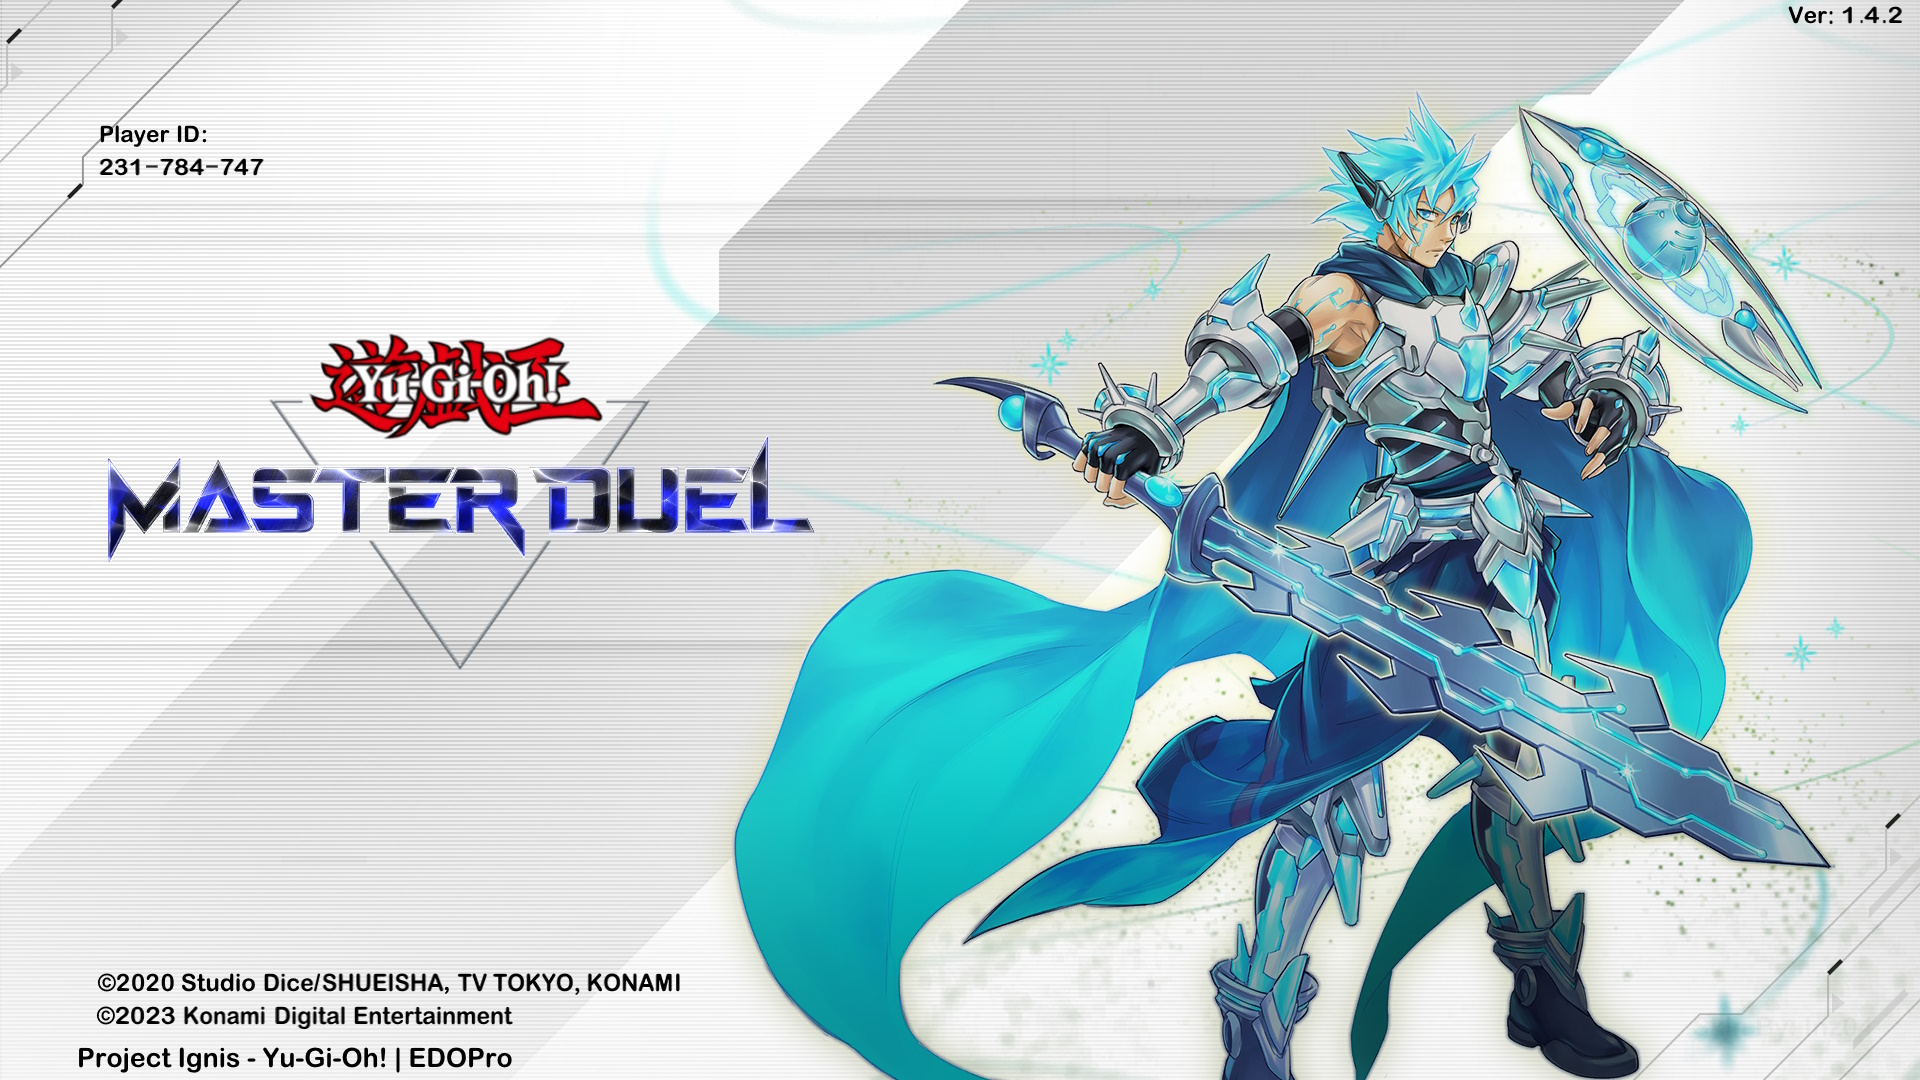 Ver: 1.4.2
Player ID:
231-784-747
遊戯王
Yu-Gi-Oh!
MASTER DUEL
©2020 Studio Dice/SHUEISHA, TV TOKYO, KONAMI
©2023 Konami Digital Entertainment
Project Ignis - Yu-Gi-Oh! | EDOPro